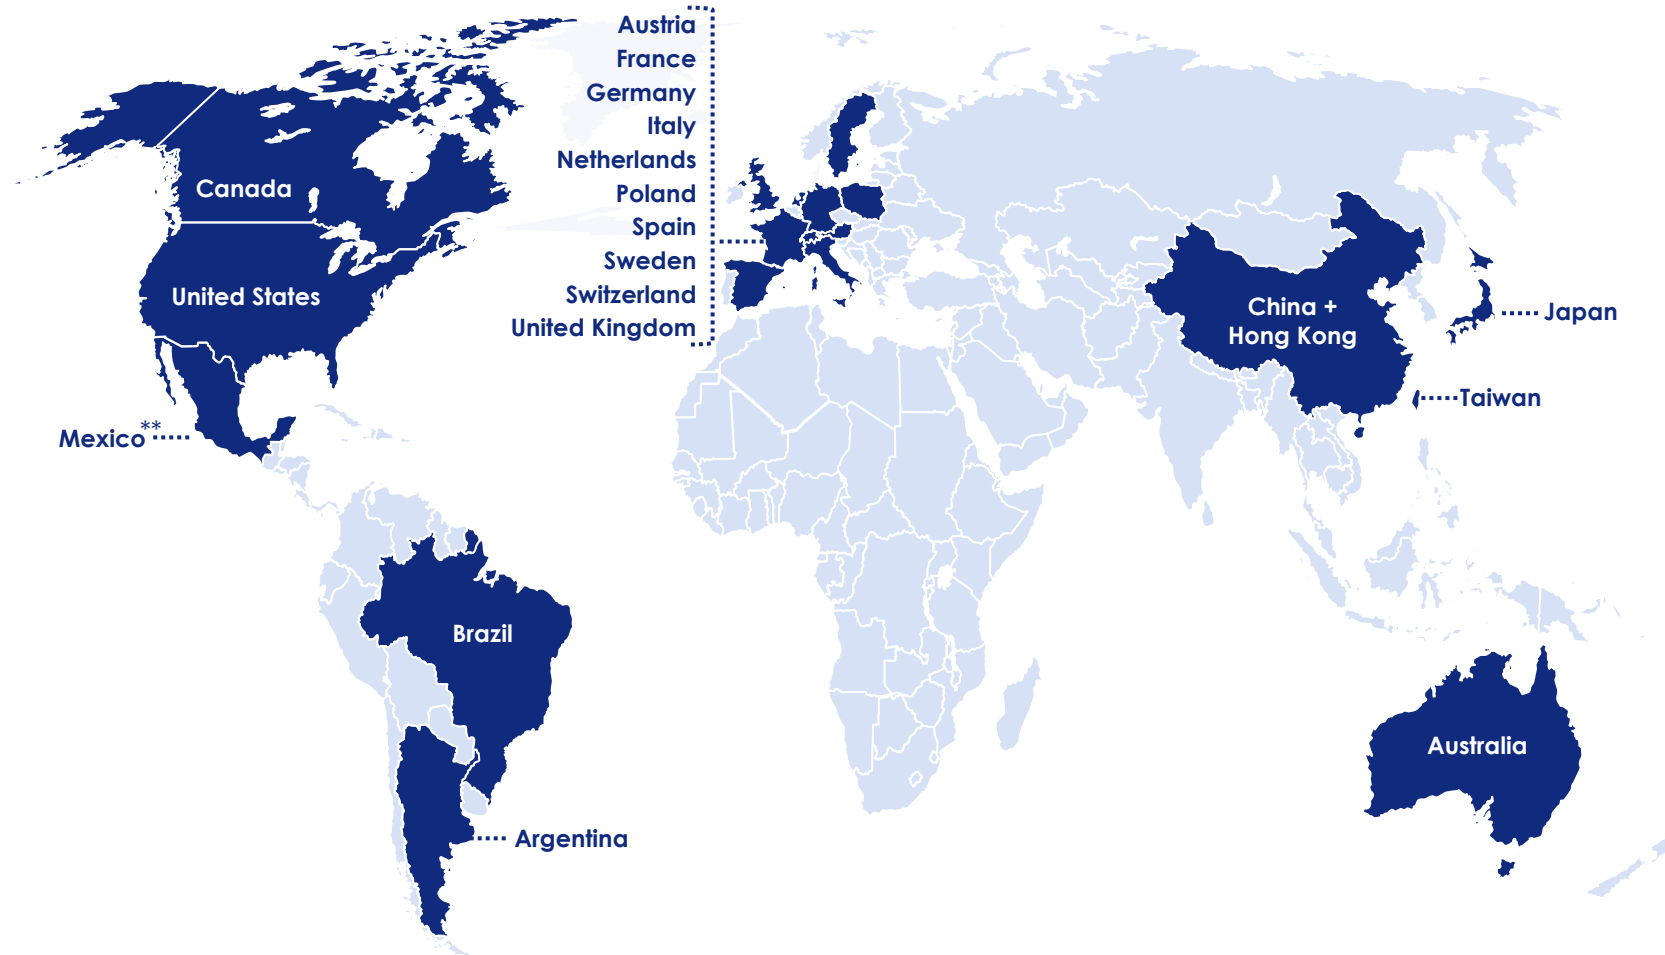 Austria
France
Germany
Italy
Netherlands
Poland
Spain
Sweden
Switzerland
United Kingdom
Canada
United States
Mexico**
Brazil
Argentina
China +
Hong Kong
Japan
Taiwan
Australia